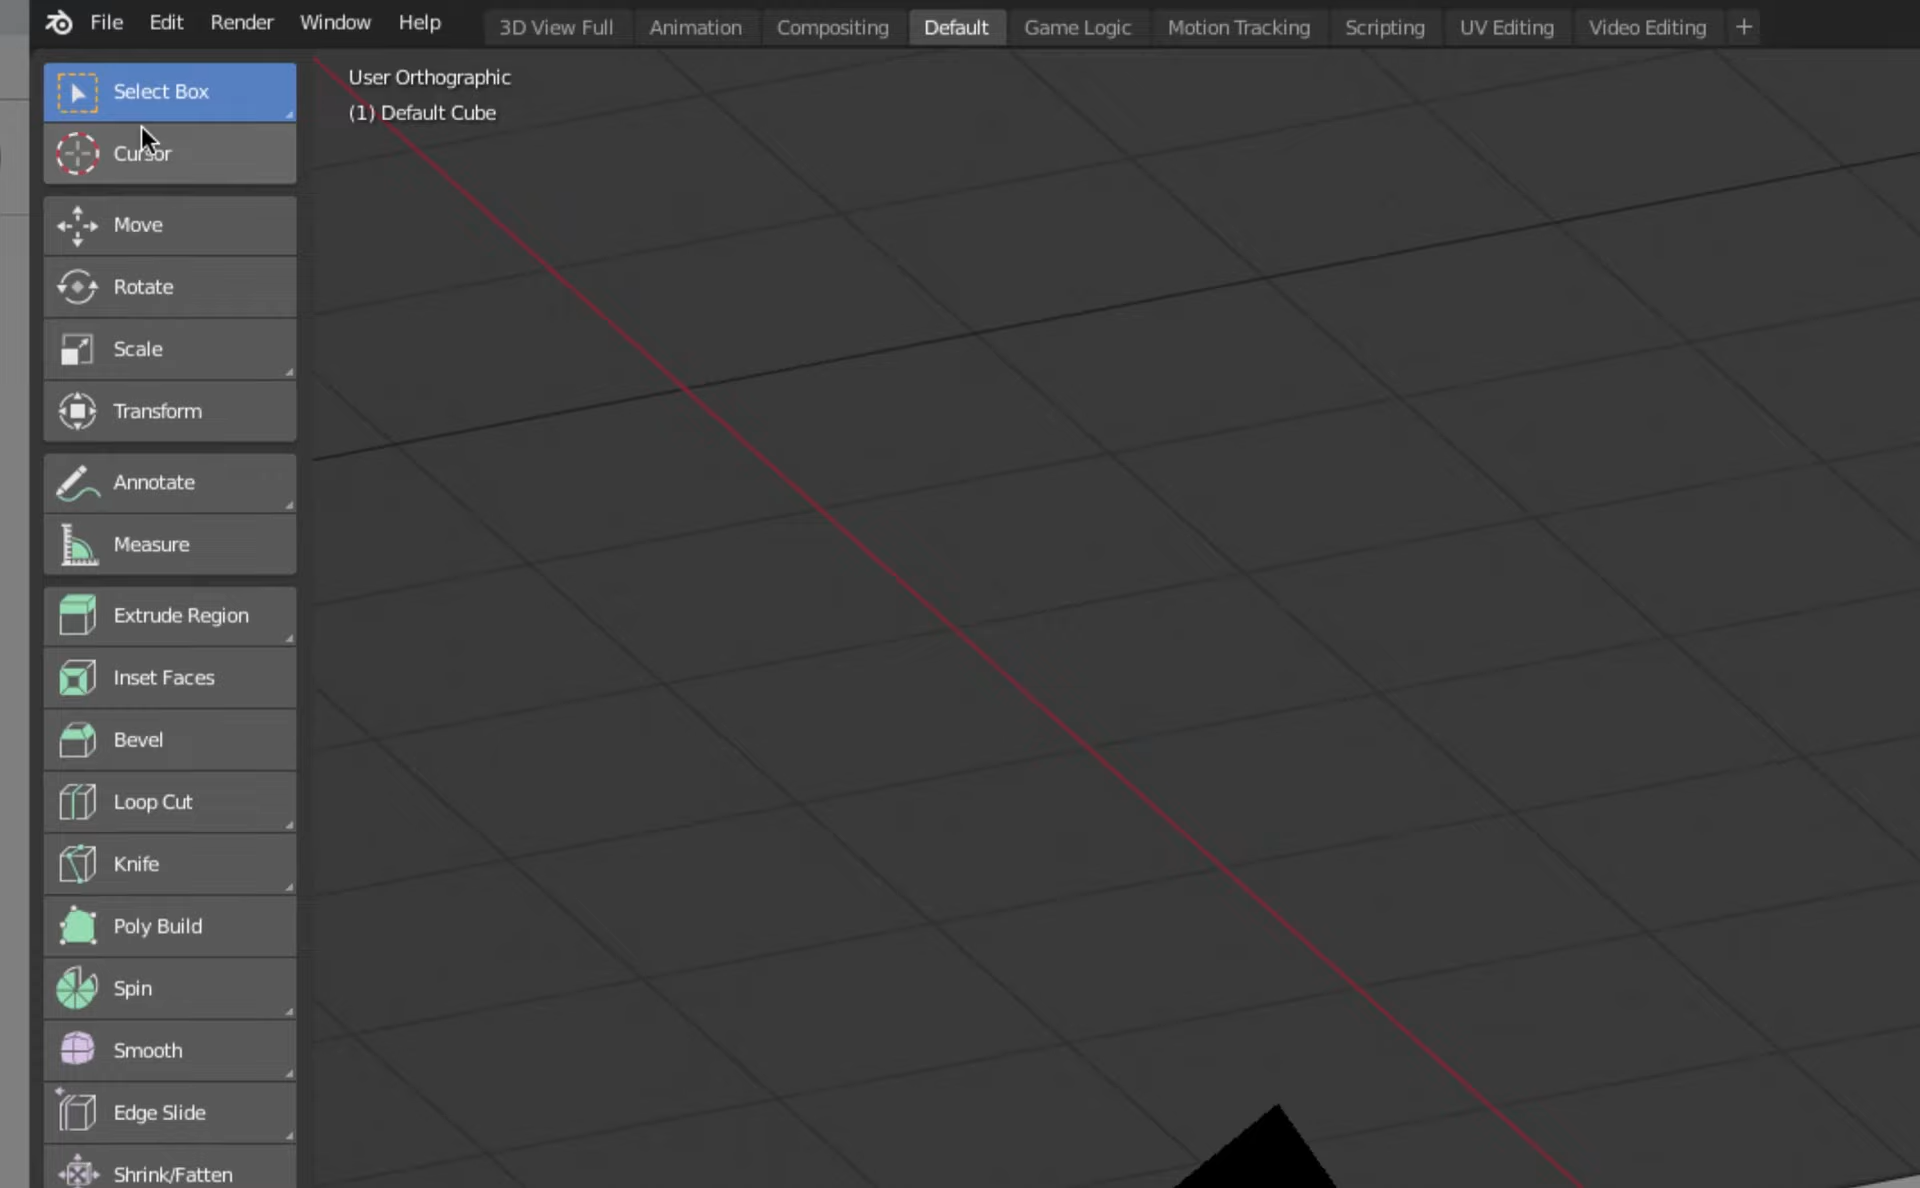 File Edit Render Window Help 3D View Full Animation Compositing Default Game Logic Motion Tracking Scripting UV Editing Video Editing +
User Orthographic
(1) Default Cube
Select Box
Cursor
Move
Rotate
Scale
Transform
Annotate
Measure
Extrude Region
Inset Faces
Bevel
Loop Cut
Knife
Poly Build
Spin
Smooth
Edge Slide
Shrink/Fatten